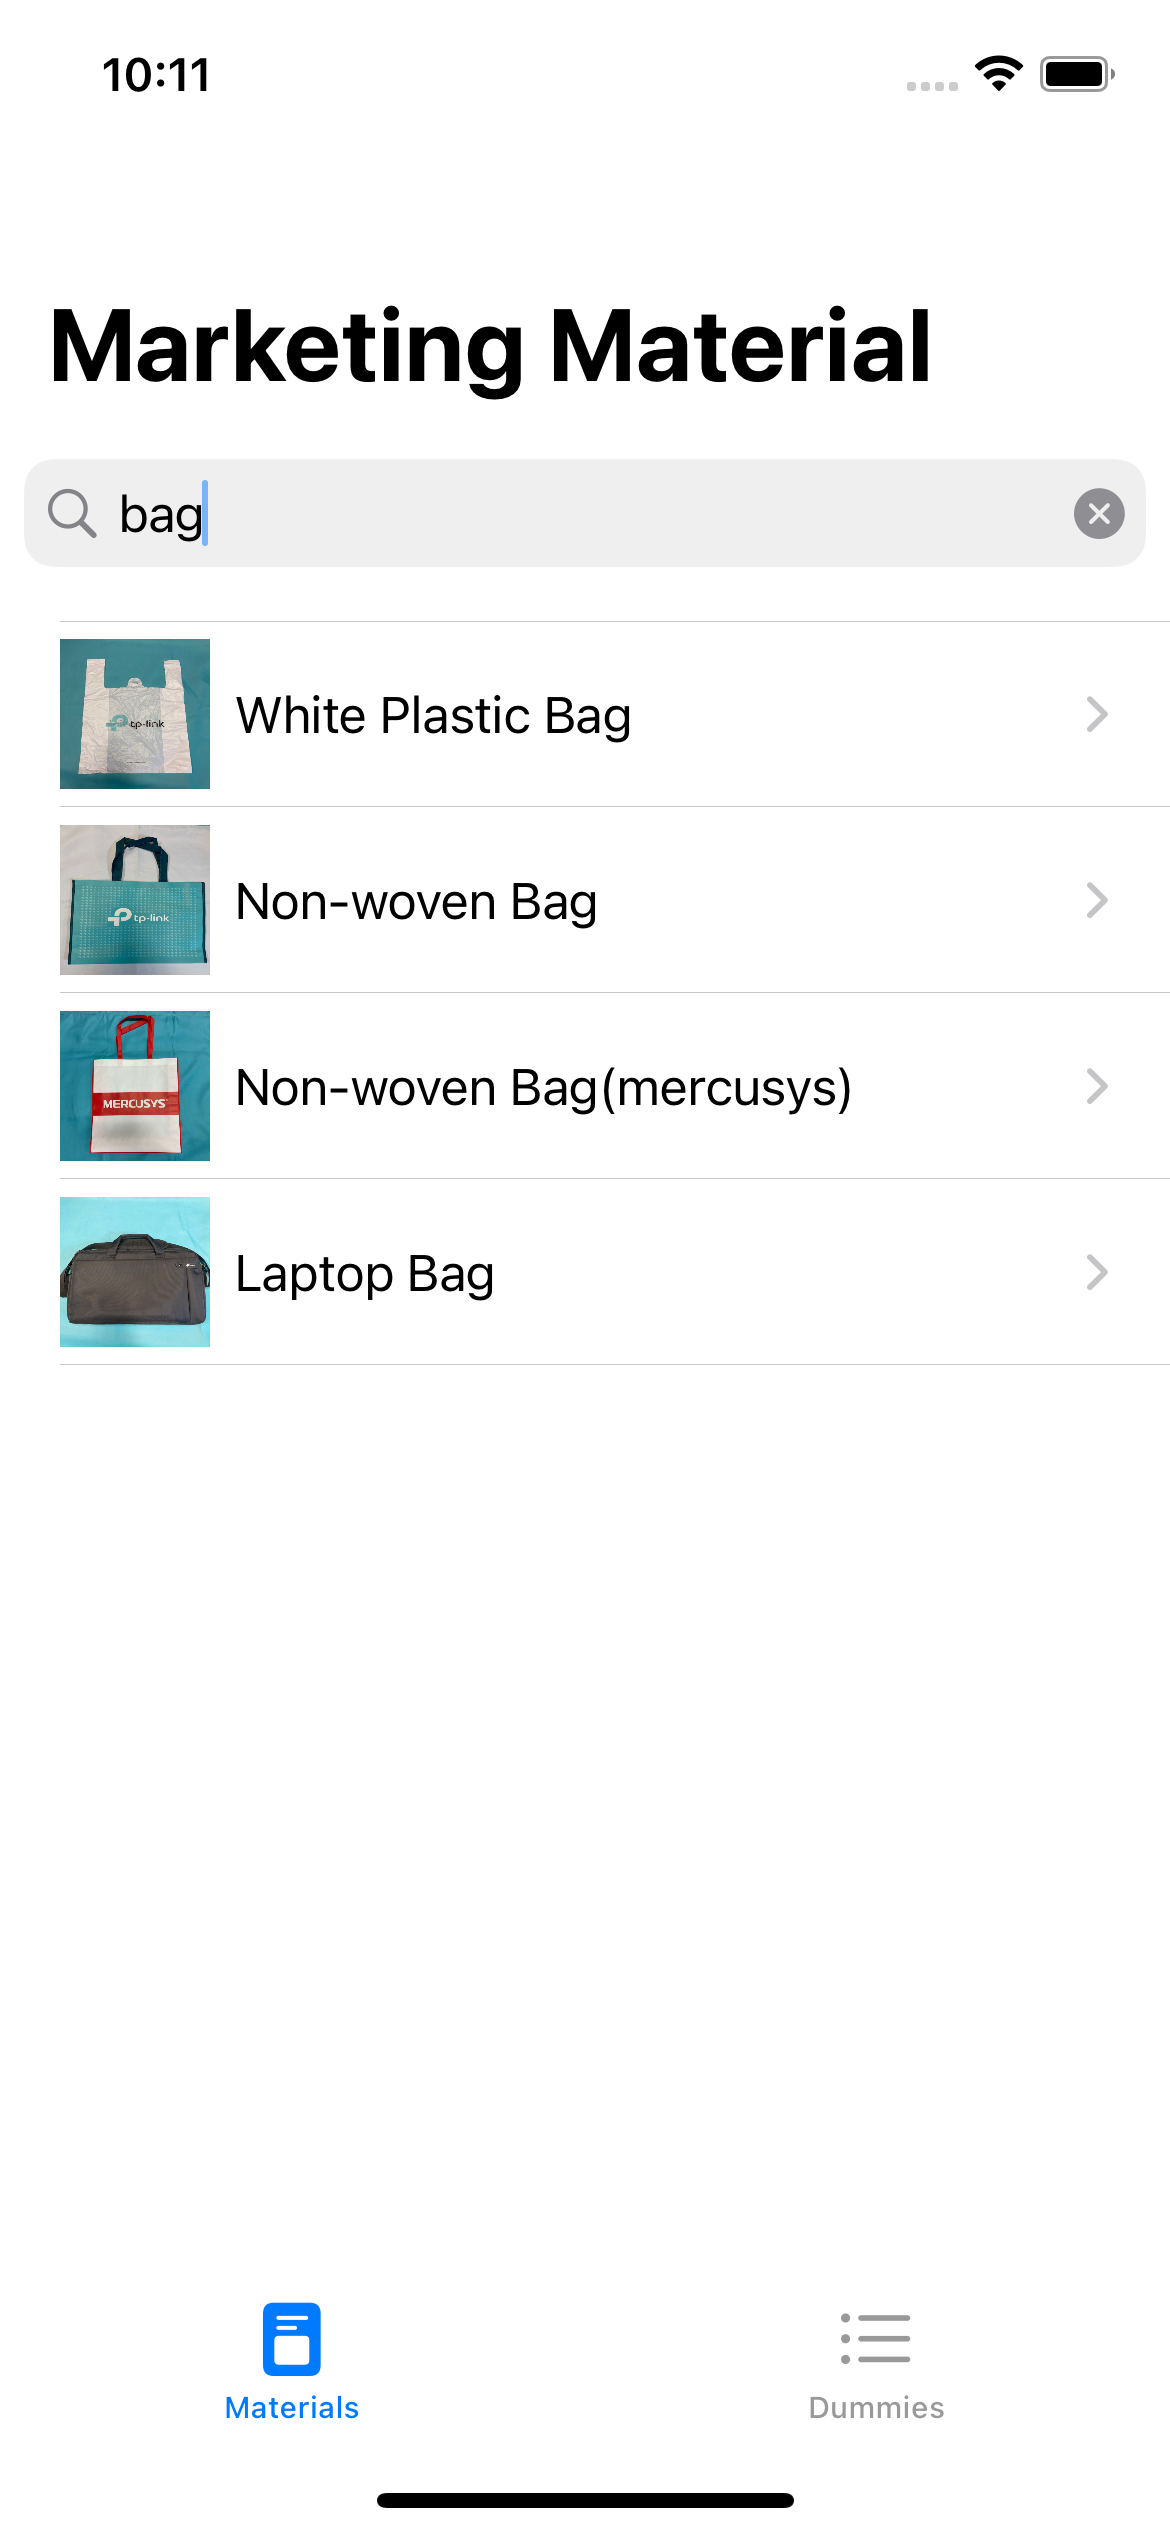 10:11
Marketing Material
bag
tp-link
White Plastic Bag
tp-link
Non-woven Bag
MERCUSYS
Non-woven Bag(mercusys)
Laptop Bag
Materials
Dummies